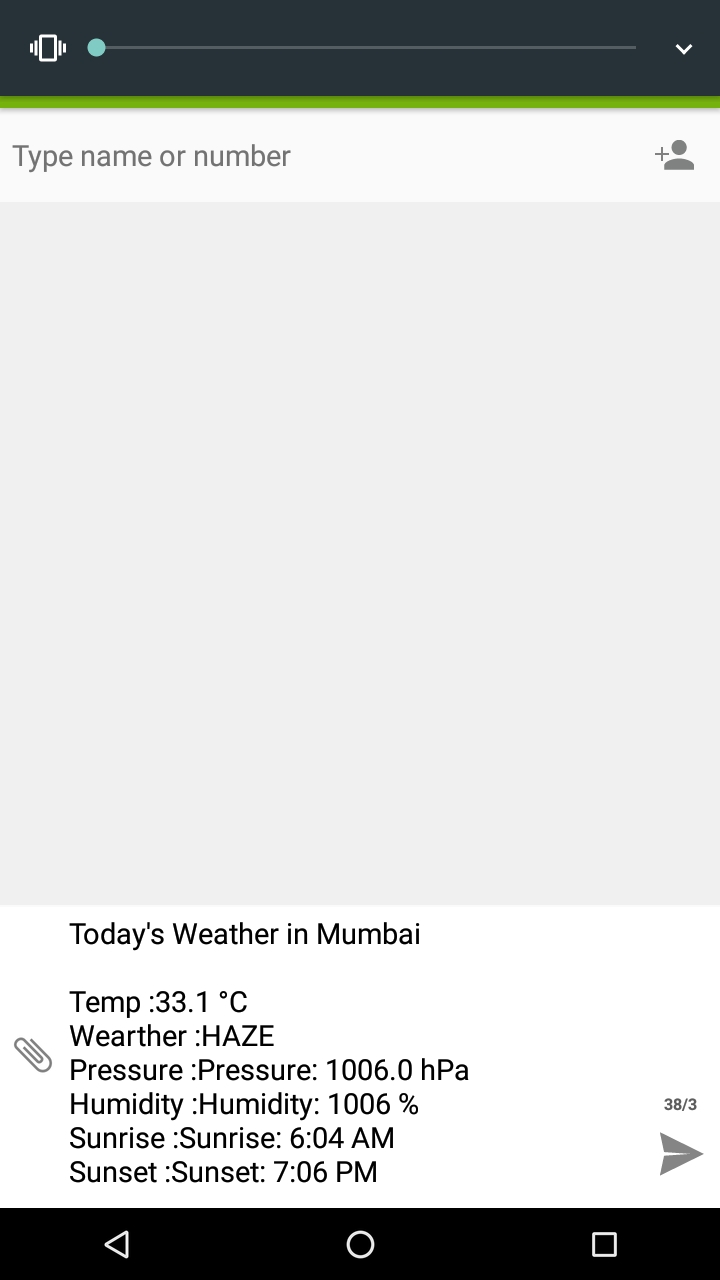 Type name or number
Today's Weather in Mumbai
Temp :33.1 °C
Wearther :HAZE
Pressure :Pressure: 1006.0 hPa
Humidity :Humidity: 1006 %
Sunrise :Sunrise: 6:04 AM
Sunset :Sunset: 7:06 PM
38/3